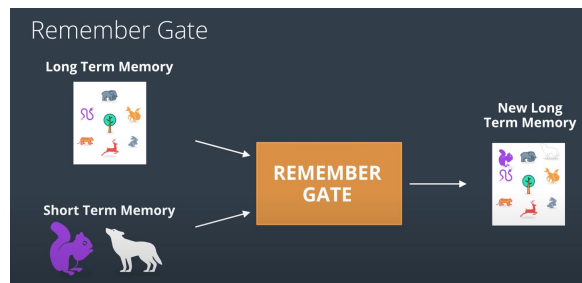 Remember Gate
Long Term Memory
Short Term Memory
REMEMBER
GATE
New Long
Term Memory